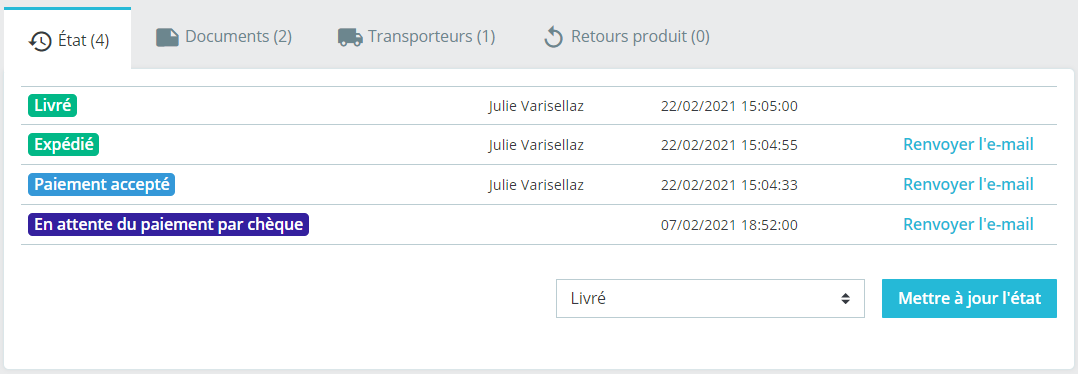 État (4) Documents (2) Transporteurs (1) Retours produit (0)
Livré Julie Varisellaz 22/02/2021 15:05:00
Expédié Julie Varisellaz 22/02/2021 15:04:55 Renvoyer l'e-mail
Paiement accepté Julie Varisellaz 22/02/2021 15:04:33 Renvoyer l'e-mail
En attente du paiement par chèque 07/02/2021 18:52:00 Renvoyer l'e-mail
Livré Mettre à jour l'état